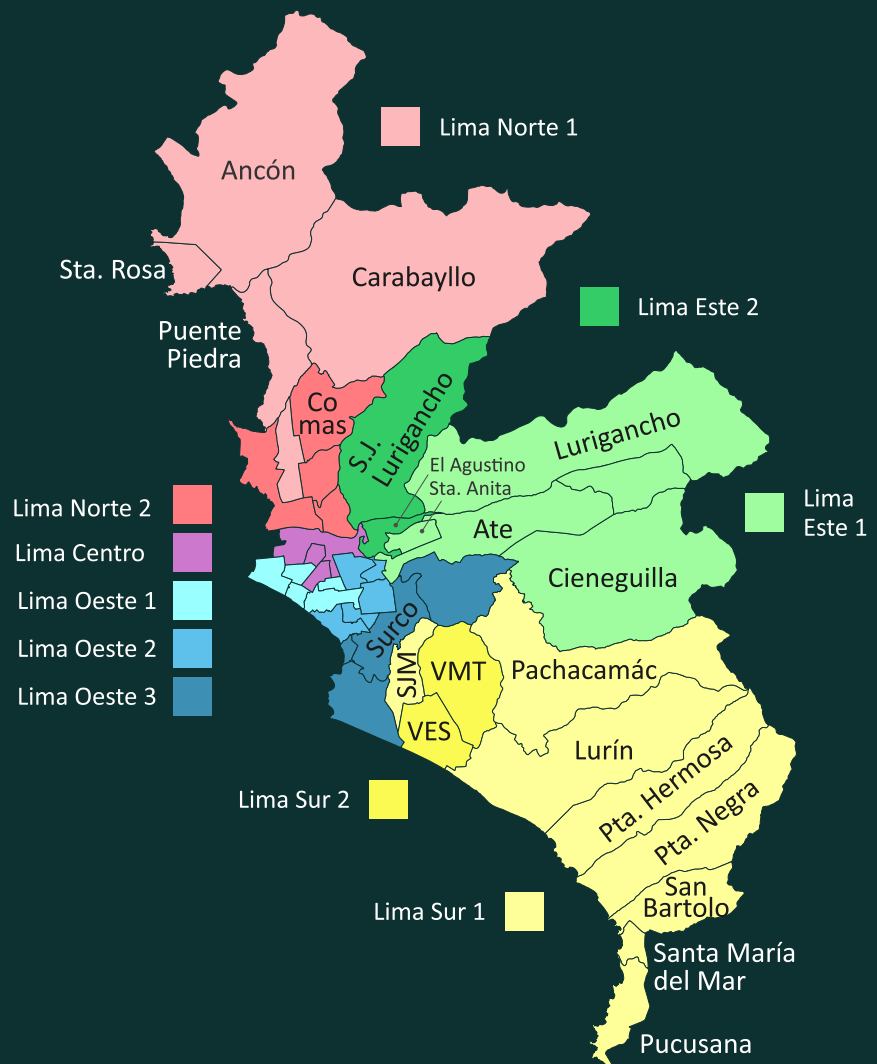 Lima Norte 1
Ancón
Sta. Rosa
Carabayllo
Puente
Piedra
Lima Este 2
Co
mas
S.J.
Lurigancho
Lurigancho
El Agustino
Sta. Anita
Ate
Lima
Este 1
Lima Norte 2
Lima Centro
Lima Oeste 1
Lima Oeste 2
Lima Oeste 3
Cieneguilla
Surco
SJM
VMT
Pachacamác
VES
Lurín
Pta. Hermosa
Pta. Negra
Lima Sur 2
San
Bartolo
Lima Sur 1
Santa María
del Mar
Pucusana